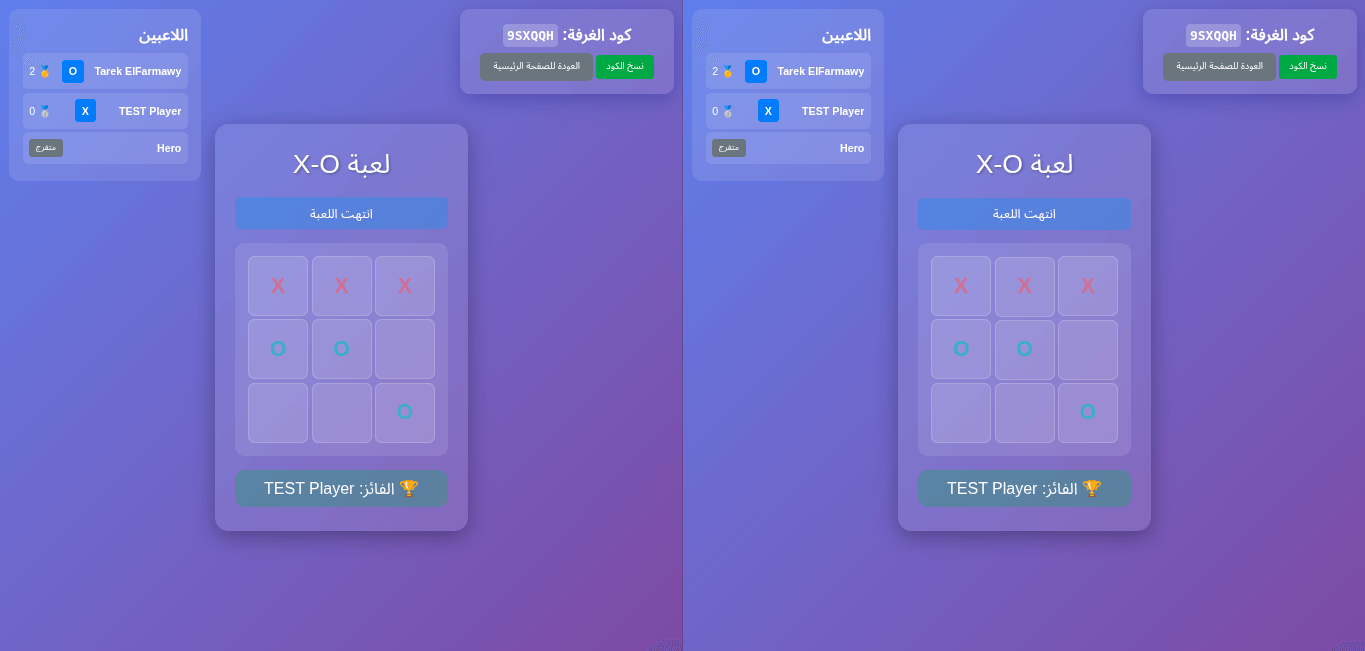 اللاعبين
Tarek ElFarmawy O 🥇 2
TEST Player X 🥈 0
Hero متفرج
كود الغرفة: 9SXQQH
نسخ الكود العودة للصفحة الرئيسية
لعبة X-O
انتهت اللعبة
X X X
O O
O
🏆 الفائز: TEST Player
اللاعبين
Tarek ElFarmawy O 🥇 2
TEST Player X 🥈 0
Hero متفرج
كود الغرفة: 9SXQQH
نسخ الكود العودة للصفحة الرئيسية
لعبة X-O
انتهت اللعبة
X X X
O O
O
🏆 الفائز: TEST Player